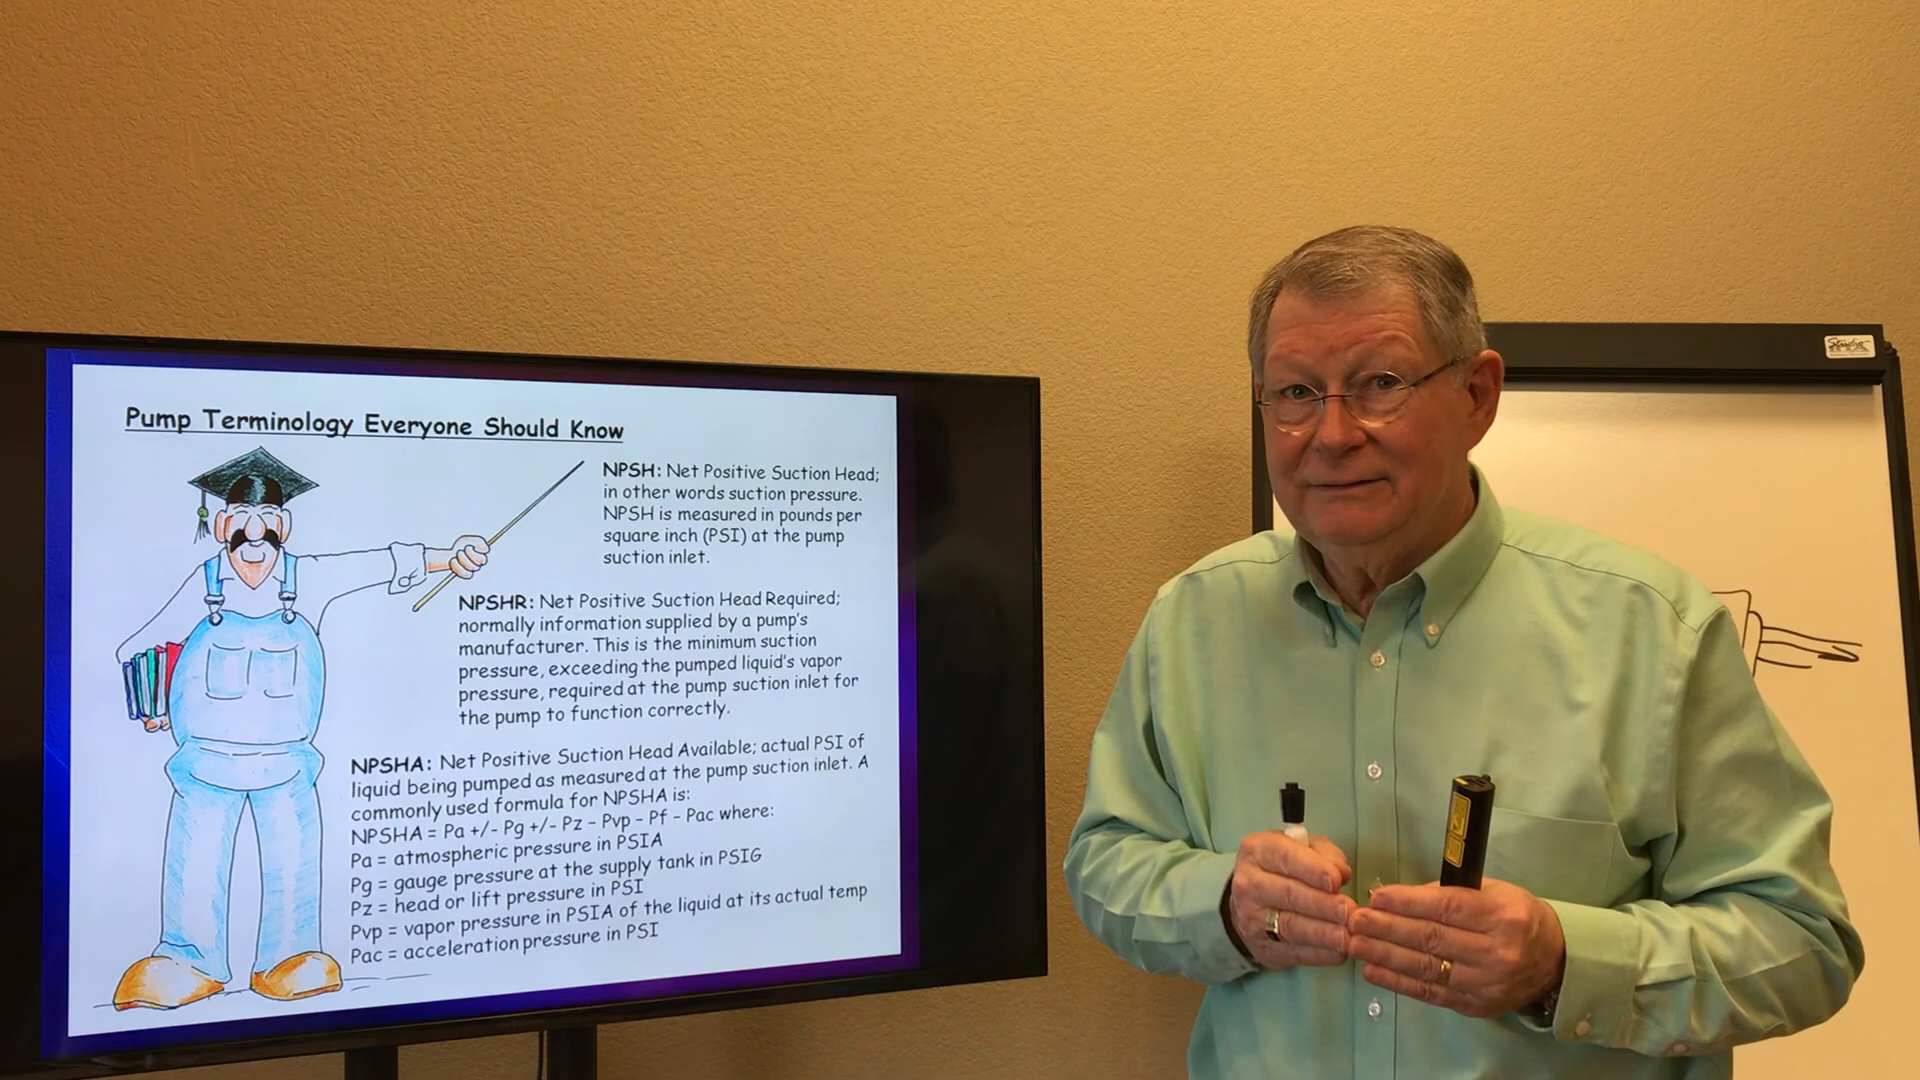 Pump Terminology Everyone Should Know
NPSH: Net Positive Suction Head;
in other words suction pressure.
NPSH is measured in pounds per
square inch (PSI) at the pump
suction inlet.
NPSHR: Net Positive Suction Head Required;
normally information supplied by a pump's
manufacturer. This is the minimum suction
pressure, exceeding the pumped liquid's vapor
pressure, required at the pump suction inlet for
the pump to function correctly.
NPSHA: Net Positive Suction Head Available; actual PSI of
liquid being pumped as measured at the pump suction inlet. A
commonly used formula for NPSHA is:
NPSHA = Pa +/- Pg +/- Pz - Pvp - Pf - Pac where:
Pa = atmospheric pressure in PSIA
Pg = gauge pressure at the supply tank in PSIG
Pz = head or lift pressure in PSI
Pvp = vapor pressure in PSIA of the liquid at its actual temp
Pac = acceleration pressure in PSI